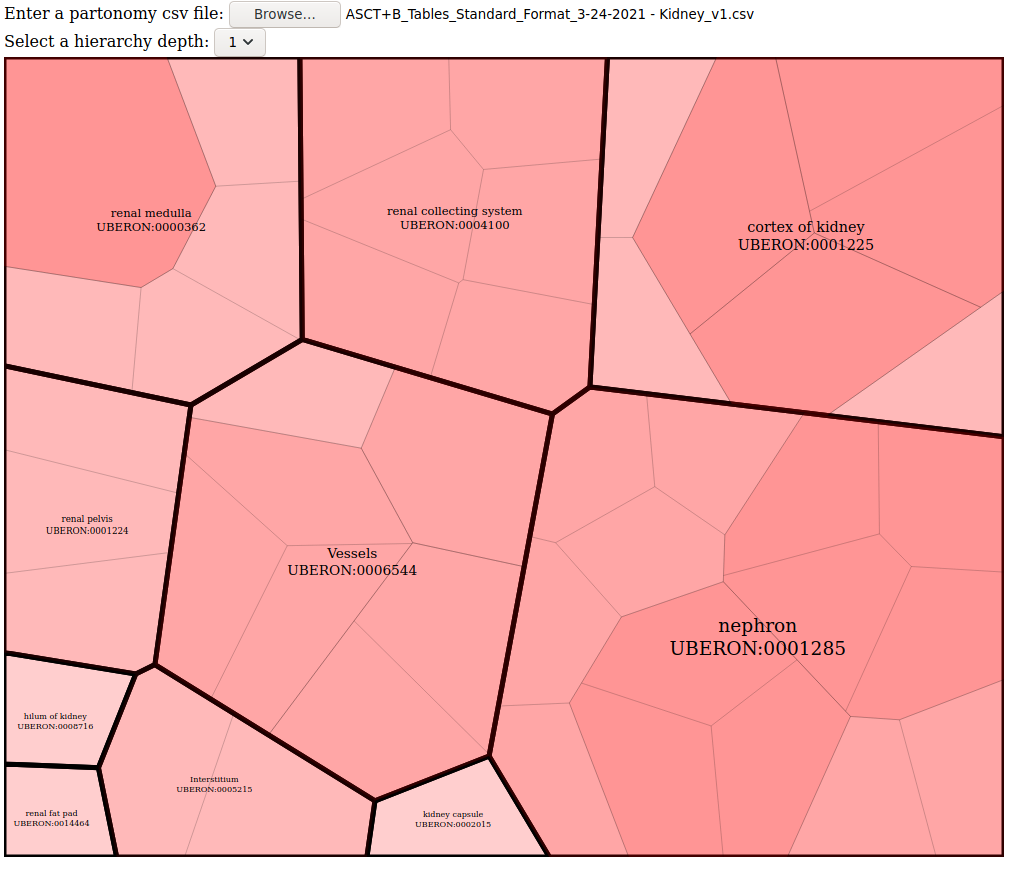 Enter a partonomy csv file: Browse... ASCT+B_Tables_Standard_Format_3-24-2021 - Kidney_v1.csv
Select a hierarchy depth: 1
renal medulla
UBERON:0000362
renal collecting system
UBERON:0004100
cortex of kidney
UBERON:0001225
renal pelvis
UBERON:0001224
Vessels
UBERON:0006544
nephron
UBERON:0001285
hilum of kidney
UBERON:0008716
Interstitium
UBERON:0005215
renal fat pad
UBERON:0014464
kidney capsule
UBERON:0002015